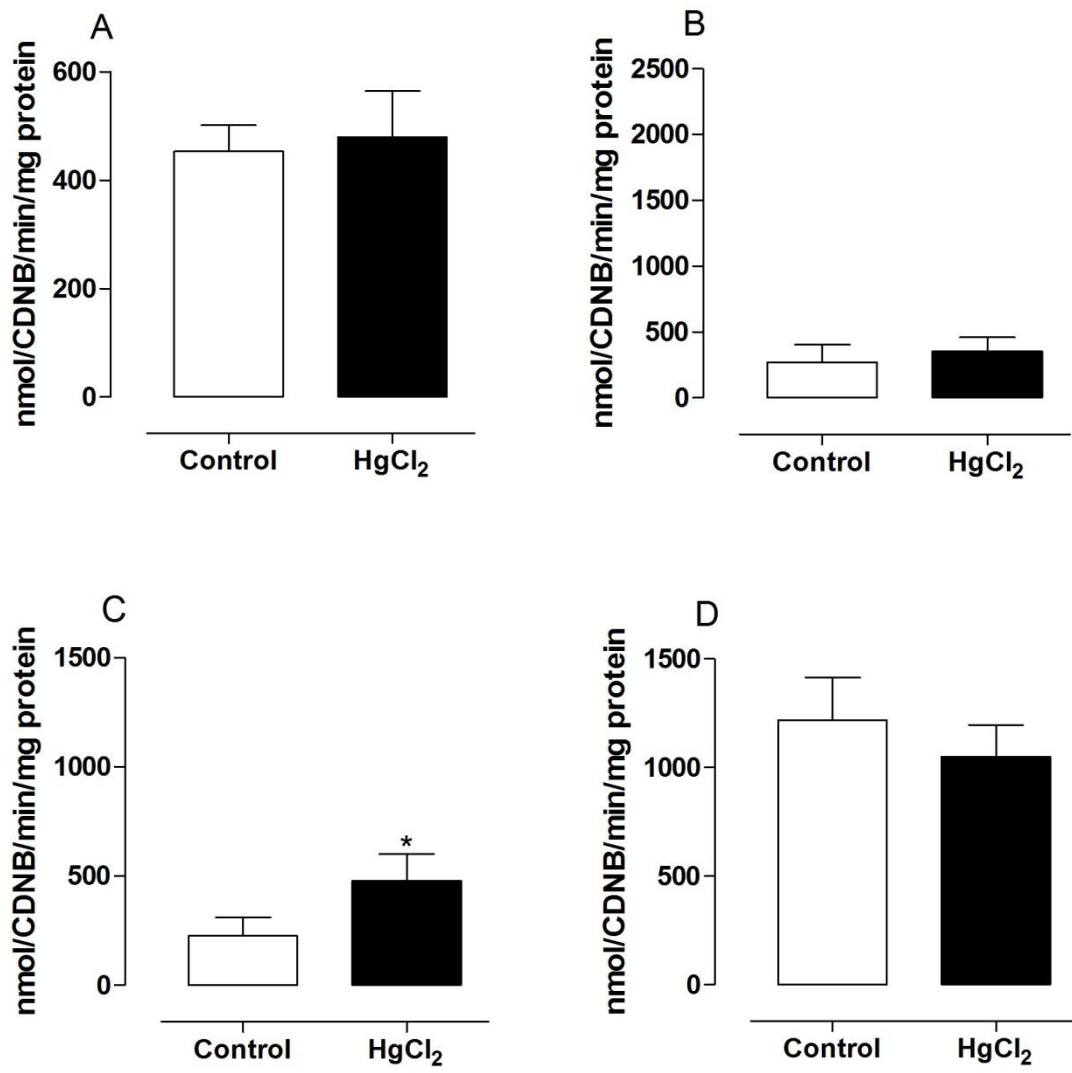 A
nmol/CDNB/min/mg protein
600
400
200
0
Control
HgCl₂
B
nmol/CDNB/min/mg protein
2500
2000
1500
1000
500
0
Control
HgCl₂
C
nmol/CDNB/min/mg protein
1500
1000
500
0
*
Control
HgCl₂
D
nmol/CDNB/min/mg protein
1500
1000
500
0
Control
HgCl₂